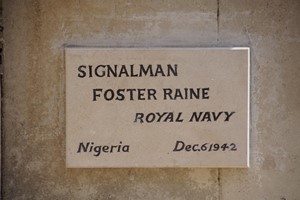 SIGNALMAN
FOSTER RAINE
ROYAL NAVY
Nigeria Dec.6 1942